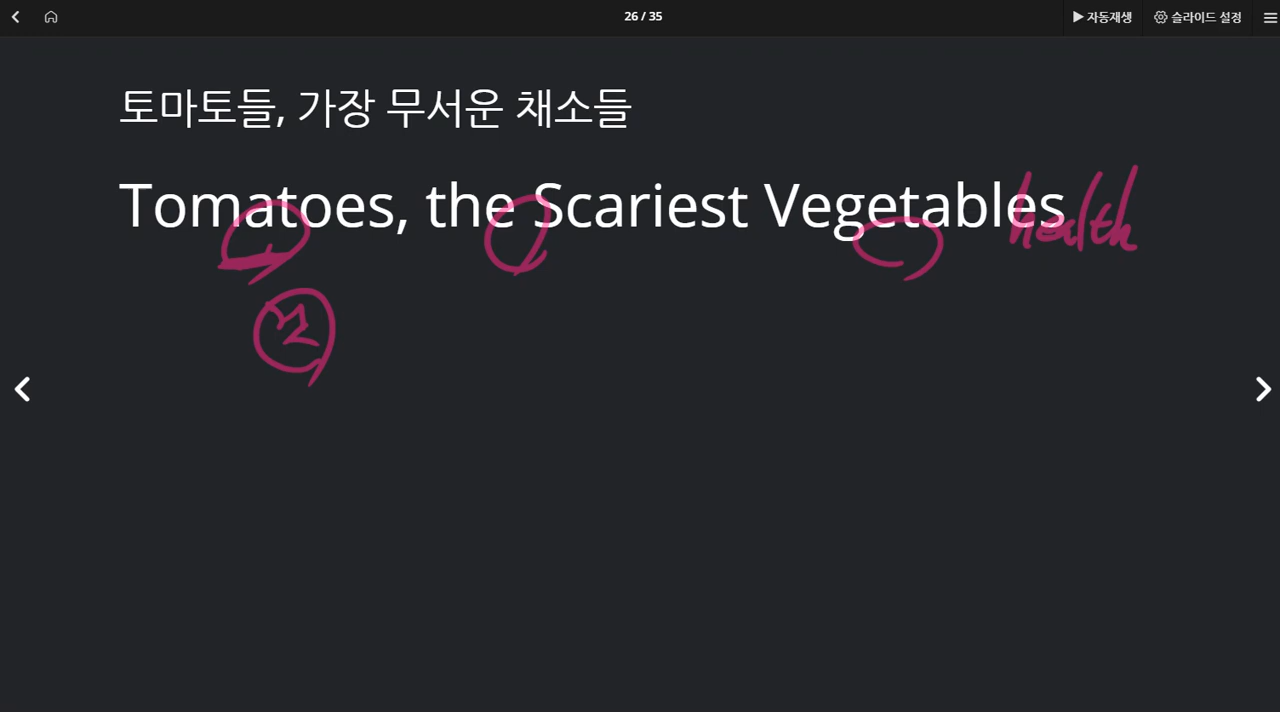 26 / 35
자동재생
슬라이드 설정
토마토들, 가장 무서운 채소들
Tomatoes, the Scariest Vegetables
health